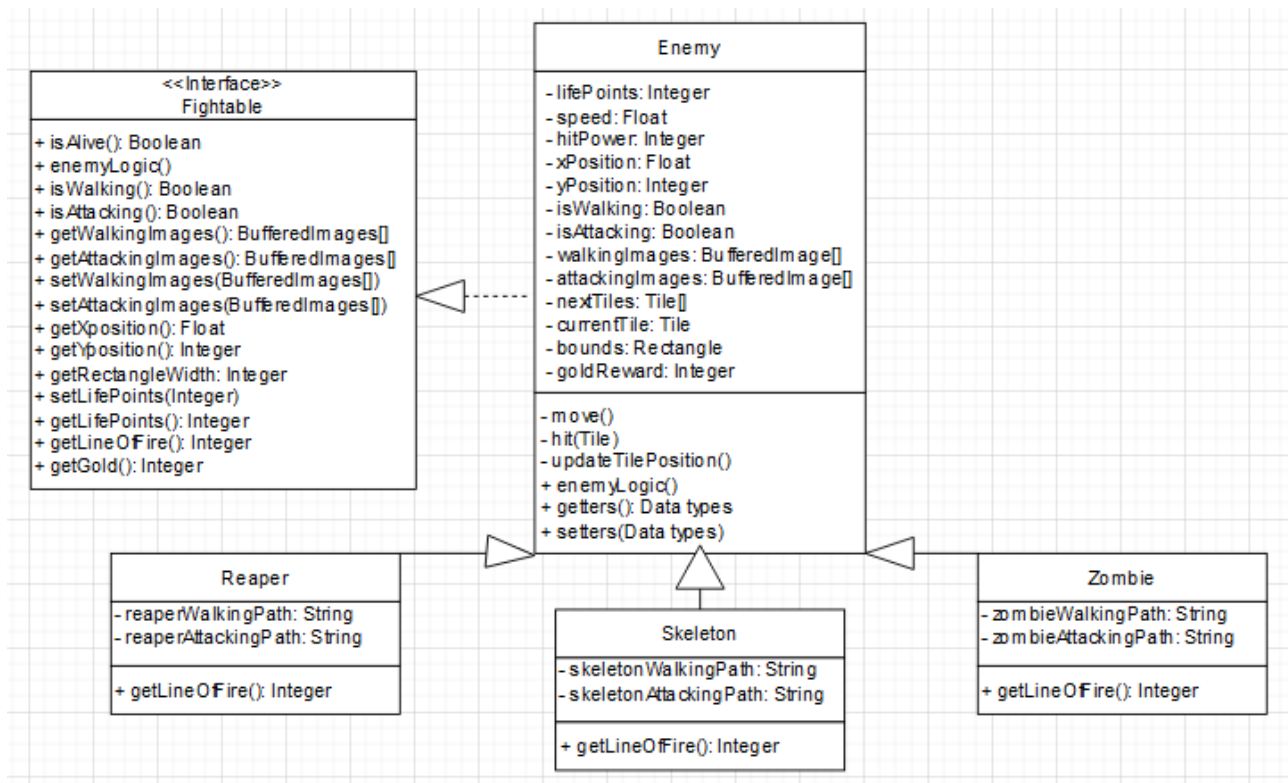 <<Interface>>
Fightable
+ isAlive(): Boolean
+ enemyLogic()
+ isWalking(): Boolean
+ isAttacking(): Boolean
+ getWalkingImages(): BufferedImages[]
+ getAttackingImages(): BufferedImages[]
+ setWalkingImages(BufferedImages[])
+ setAttackingImages(BufferedImages[])
+ getXposition(): Float
+ getYposition(): Integer
+ getRectangleWidth: Integer
+ setLifePoints(Integer)
+ getLifePoints(): Integer
+ getLineOfFire(): Integer
+ getGold(): Integer
Enemy
- lifePoints: Integer
- speed: Float
- hitPower: Integer
- xPosition: Float
- yPosition: Integer
- isWalking: Boolean
- isAttacking: Boolean
- walkingImages: BufferedImage[]
- attackingImages: BufferedImage[]
- nextTiles: Tile[]
- currentTile: Tile
- bounds: Rectangle
- goldReward: Integer
- move()
- hit(Tile)
- updateTilePosition()
+ enemyLogic()
+ getters(): Data types
+ setters(Data types)
Reaper
- reaperWalkingPath: String
- reaperAttackingPath: String
+ getLineOfFire(): Integer
Skeleton
- skeletonWalkingPath: String
- skeletonAttackingPath: String
+ getLineOfFire(): Integer
Zombie
- zombieWalkingPath: String
- zombieAttackingPath: String
+ getLineOfFire(): Integer